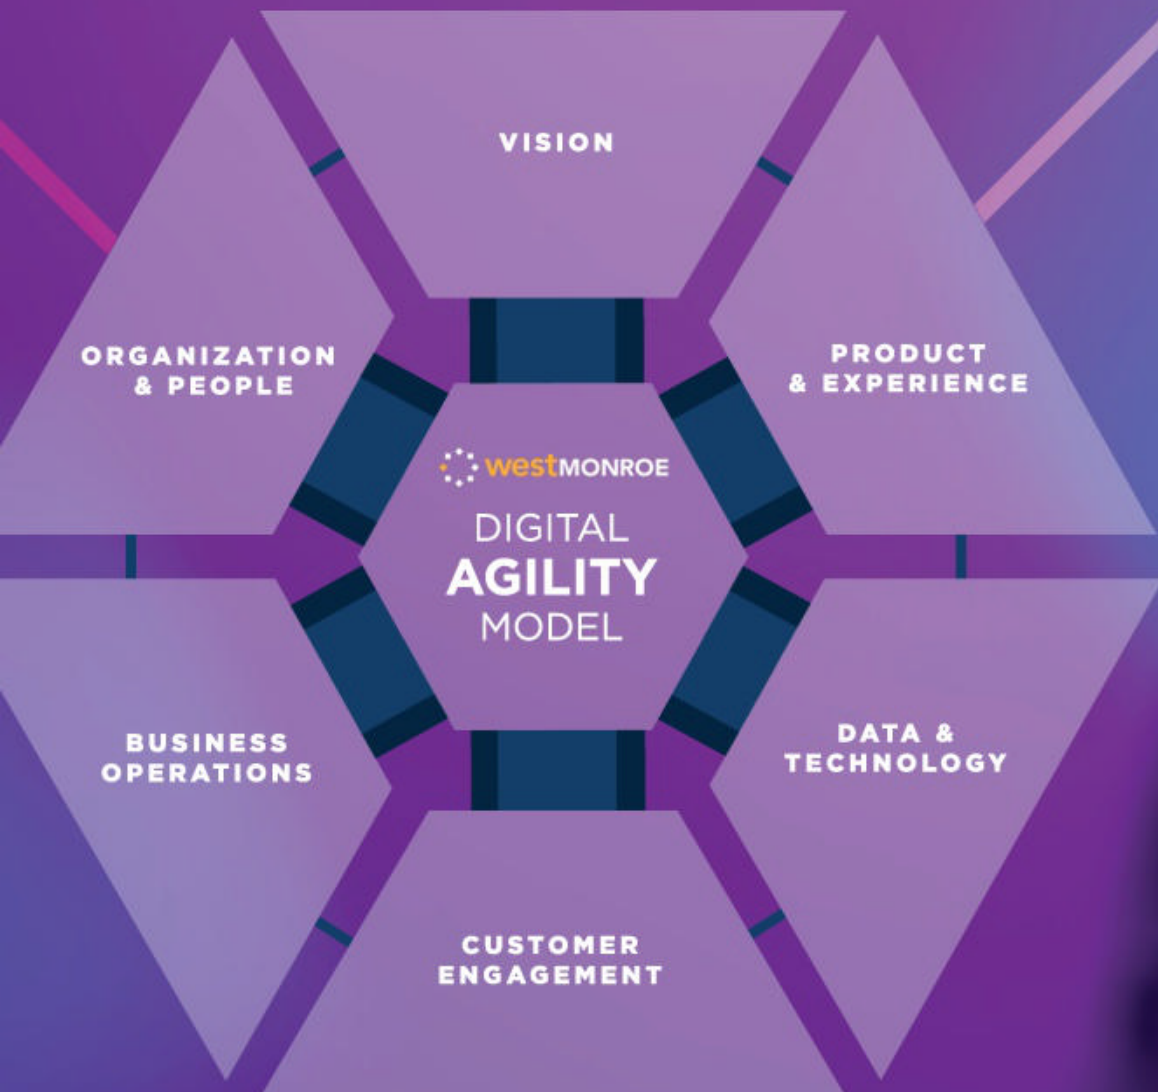 VISION
ORGANIZATION
& PEOPLE
PRODUCT
& EXPERIENCE
westMONROE
DIGITAL
AGILITY
MODEL
BUSINESS
OPERATIONS
DATA &
TECHNOLOGY
CUSTOMER
ENGAGEMENT